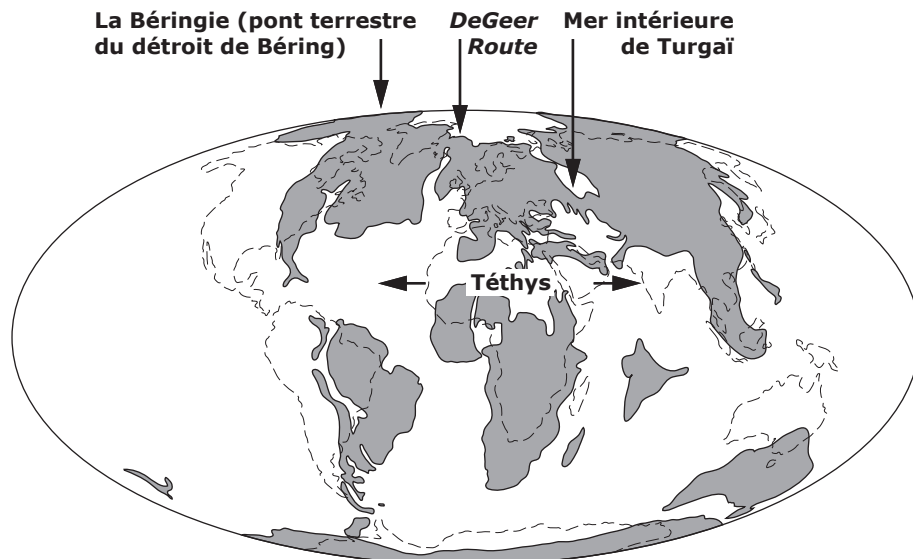 La Béringie (pont terrestre
du détroit de Béring)
DeGeer
Route
Mer intérieure
de Turgaï
Téthys